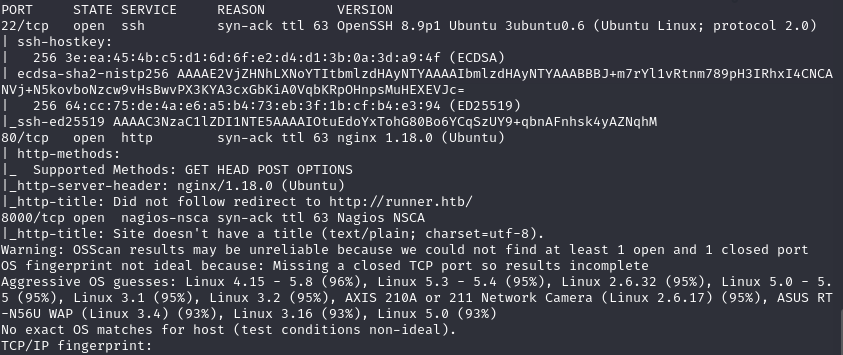 PORT     STATE SERVICE     REASON         VERSION
22/tcp   open  ssh         syn-ack ttl 63 OpenSSH 8.9p1 Ubuntu 3ubuntu0.6 (Ubuntu Linux; protocol 2.0)
| ssh-hostkey:
|   256 3e:ea:45:4b:c5:d1:6d:6f:e2:d4:d1:3b:0a:3d:a9:4f (ECDSA)
| ecdsa-sha2-nistp256 AAAAE2VjZHNhLXNoYTItbmlzdHAyNTYAAAAIbmlzdHAyNTYAAABBBJ+m7rYl1vRtnm789pH3IRhxI4CNCA
NVj+N5kovboNzcw9vHsBwvPX3KYA3cxGbKiA0VqbKRpOHnpsMuHEXEVJc=
|   256 64:cc:75:de:4a:e6:a5:b4:73:eb:3f:1b:cf:b4:e3:94 (ED25519)
|_ssh-ed25519 AAAAC3NzaC1lZDI1NTE5AAAAIOtuEdoYxTohG80Bo6YCqSzUY9+qbnAFnhsk4yAZNqhM
80/tcp   open  http        syn-ack ttl 63 nginx 1.18.0 (Ubuntu)
| http-methods:
|_  Supported Methods: GET HEAD POST OPTIONS
|_http-server-header: nginx/1.18.0 (Ubuntu)
|_http-title: Did not follow redirect to http://runner.htb/
8000/tcp open  nagios-nsca syn-ack ttl 63 Nagios NSCA
|_http-title: Site doesn't have a title (text/plain; charset=utf-8).
Warning: OSScan results may be unreliable because we could not find at least 1 open and 1 closed port
OS fingerprint not ideal because: Missing a closed TCP port so results incomplete
Aggressive OS guesses: Linux 4.15 - 5.8 (96%), Linux 5.3 - 5.4 (95%), Linux 2.6.32 (95%), Linux 5.0 - 5.
5 (95%), Linux 3.1 (95%), Linux 3.2 (95%), AXIS 210A or 211 Network Camera (Linux 2.6.17) (95%), ASUS RT
-N56U WAP (Linux 3.4) (93%), Linux 3.16 (93%), Linux 5.0 (93%)
No exact OS matches for host (test conditions non-ideal).
TCP/IP fingerprint: